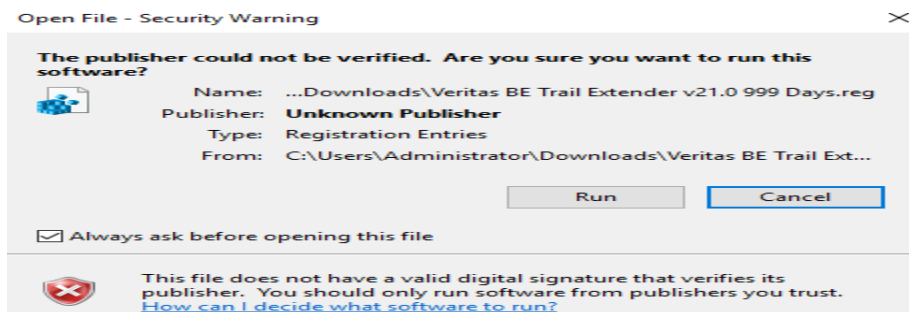 Open File - Security Warning
The publisher could not be verified. Are you sure you want to run this
software?
Name: ...Downloads\Veritas BE Trail Extender v21.0 999 Days.reg
Publisher: Unknown Publisher
Type: Registration Entries
From: C:\Users\Administrator\Downloads\Veritas BE Trail Ext...
Run Cancel
Always ask before opening this file
This file does not have a valid digital signature that verifies its
publisher. You should only run software from publishers you trust.
How can I decide what software to run?